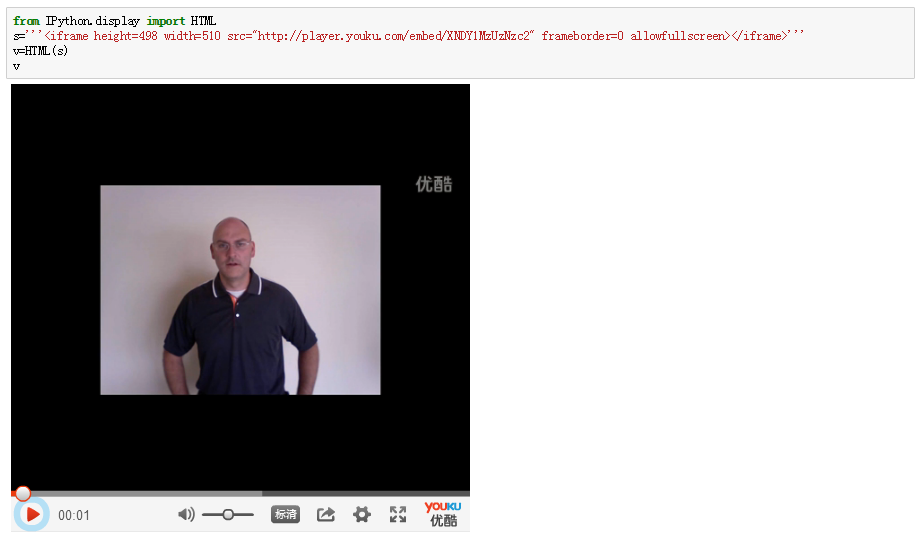 from IPython.display import HTML
s='''<iframe height=498 width=510 src="http://player.youku.com/embed/XNDY1MzUzNzc2" frameborder=0 allowfullscreen></iframe>'''
v=HTML(s)
v
优酷
00:01
标清
YOUKU
优酷